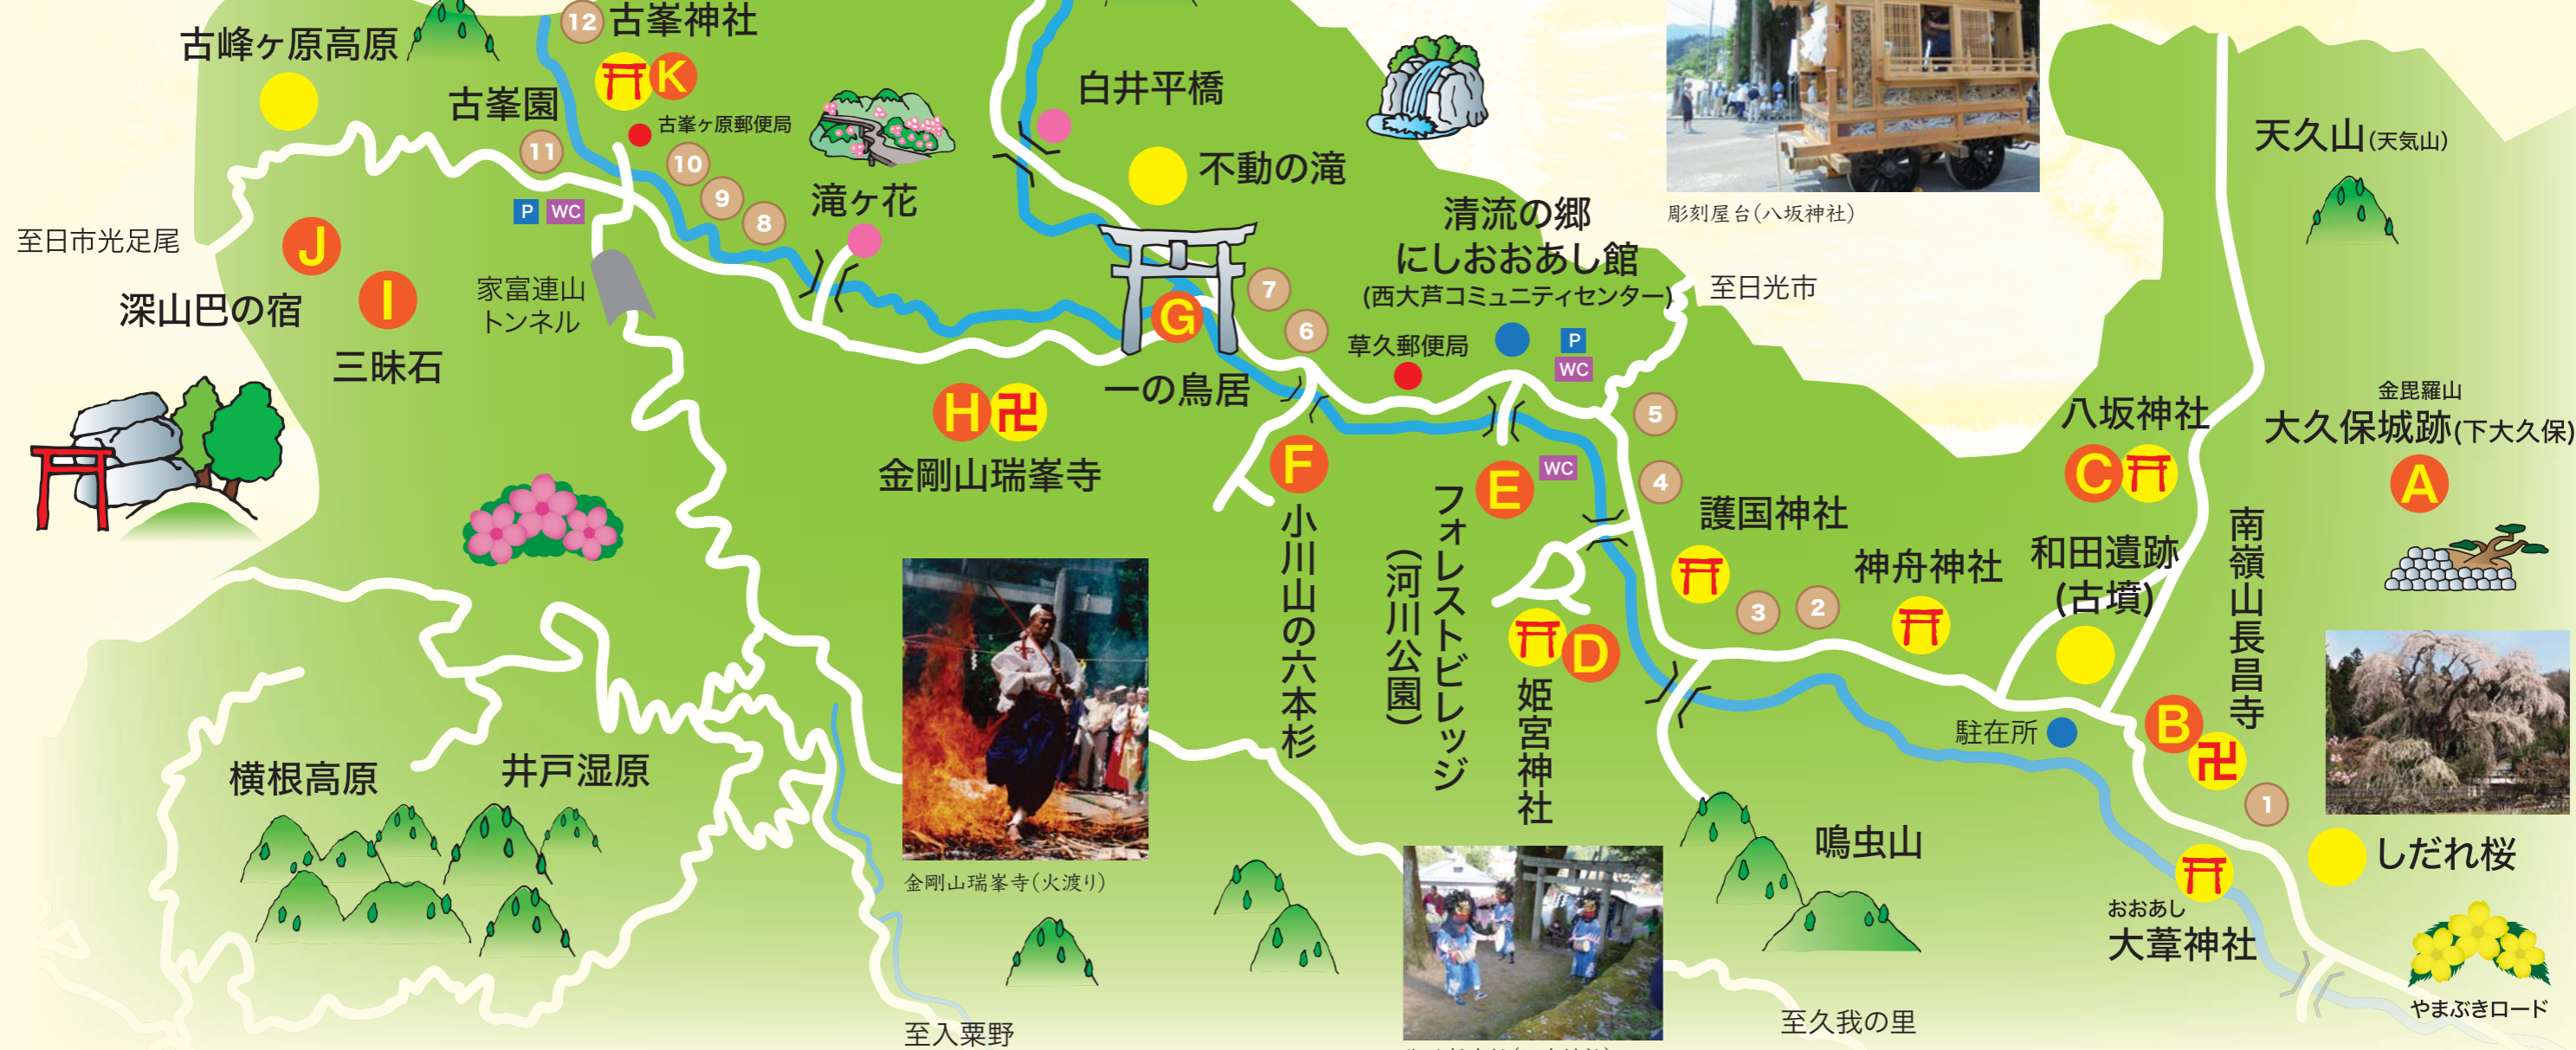 古峰ヶ原高原
12
古峯神社
K
古峯園
11
古峯ヶ原郵便局
10
9
8
P
WC
滝ヶ花
白井平橋
不動の滝
彫刻屋台(八坂神社)
天久山(天気山)
至日市光足尾
J
深山巴の宿
I
三昧石
家富連山
トンネル
G
一の鳥居
7
6
清流の郷
にしおおあし館
(西大芦コミュニティセンター)
至日光市
草久郵便局
P
WC
5
4
H
卍
金剛山瑞峯寺
F
小川山の六本杉
E
WC
フォレストビレッジ
(河川公園)
D
姫宮神社
護国神社
3
2
神舟神社
八坂神社
C
和田遺跡
(古墳)
金毘羅山
大久保城跡(下大久保)
A
南嶺山長昌寺
B
卍
駐在所
1
しだれ桜
おおあし
大葦神社
やまぶきロード
横根高原
井戸湿原
金剛山瑞峯寺(火渡り)
鳴虫山
至入粟野
至久我の里